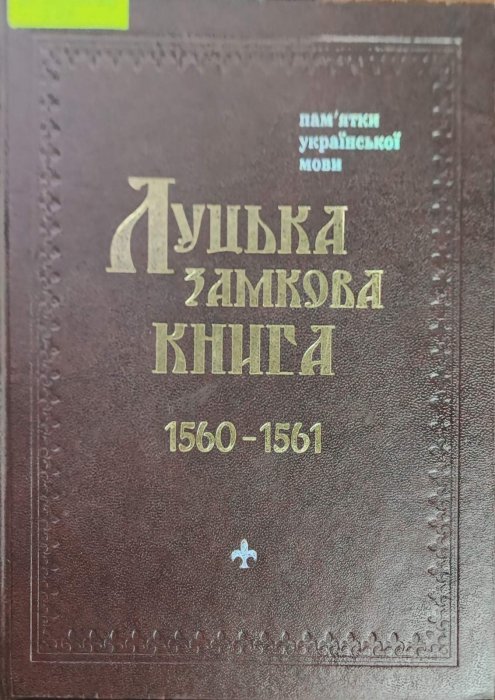 пам'ятки
української
мови
Луцька
замкова
книга
1560-1561